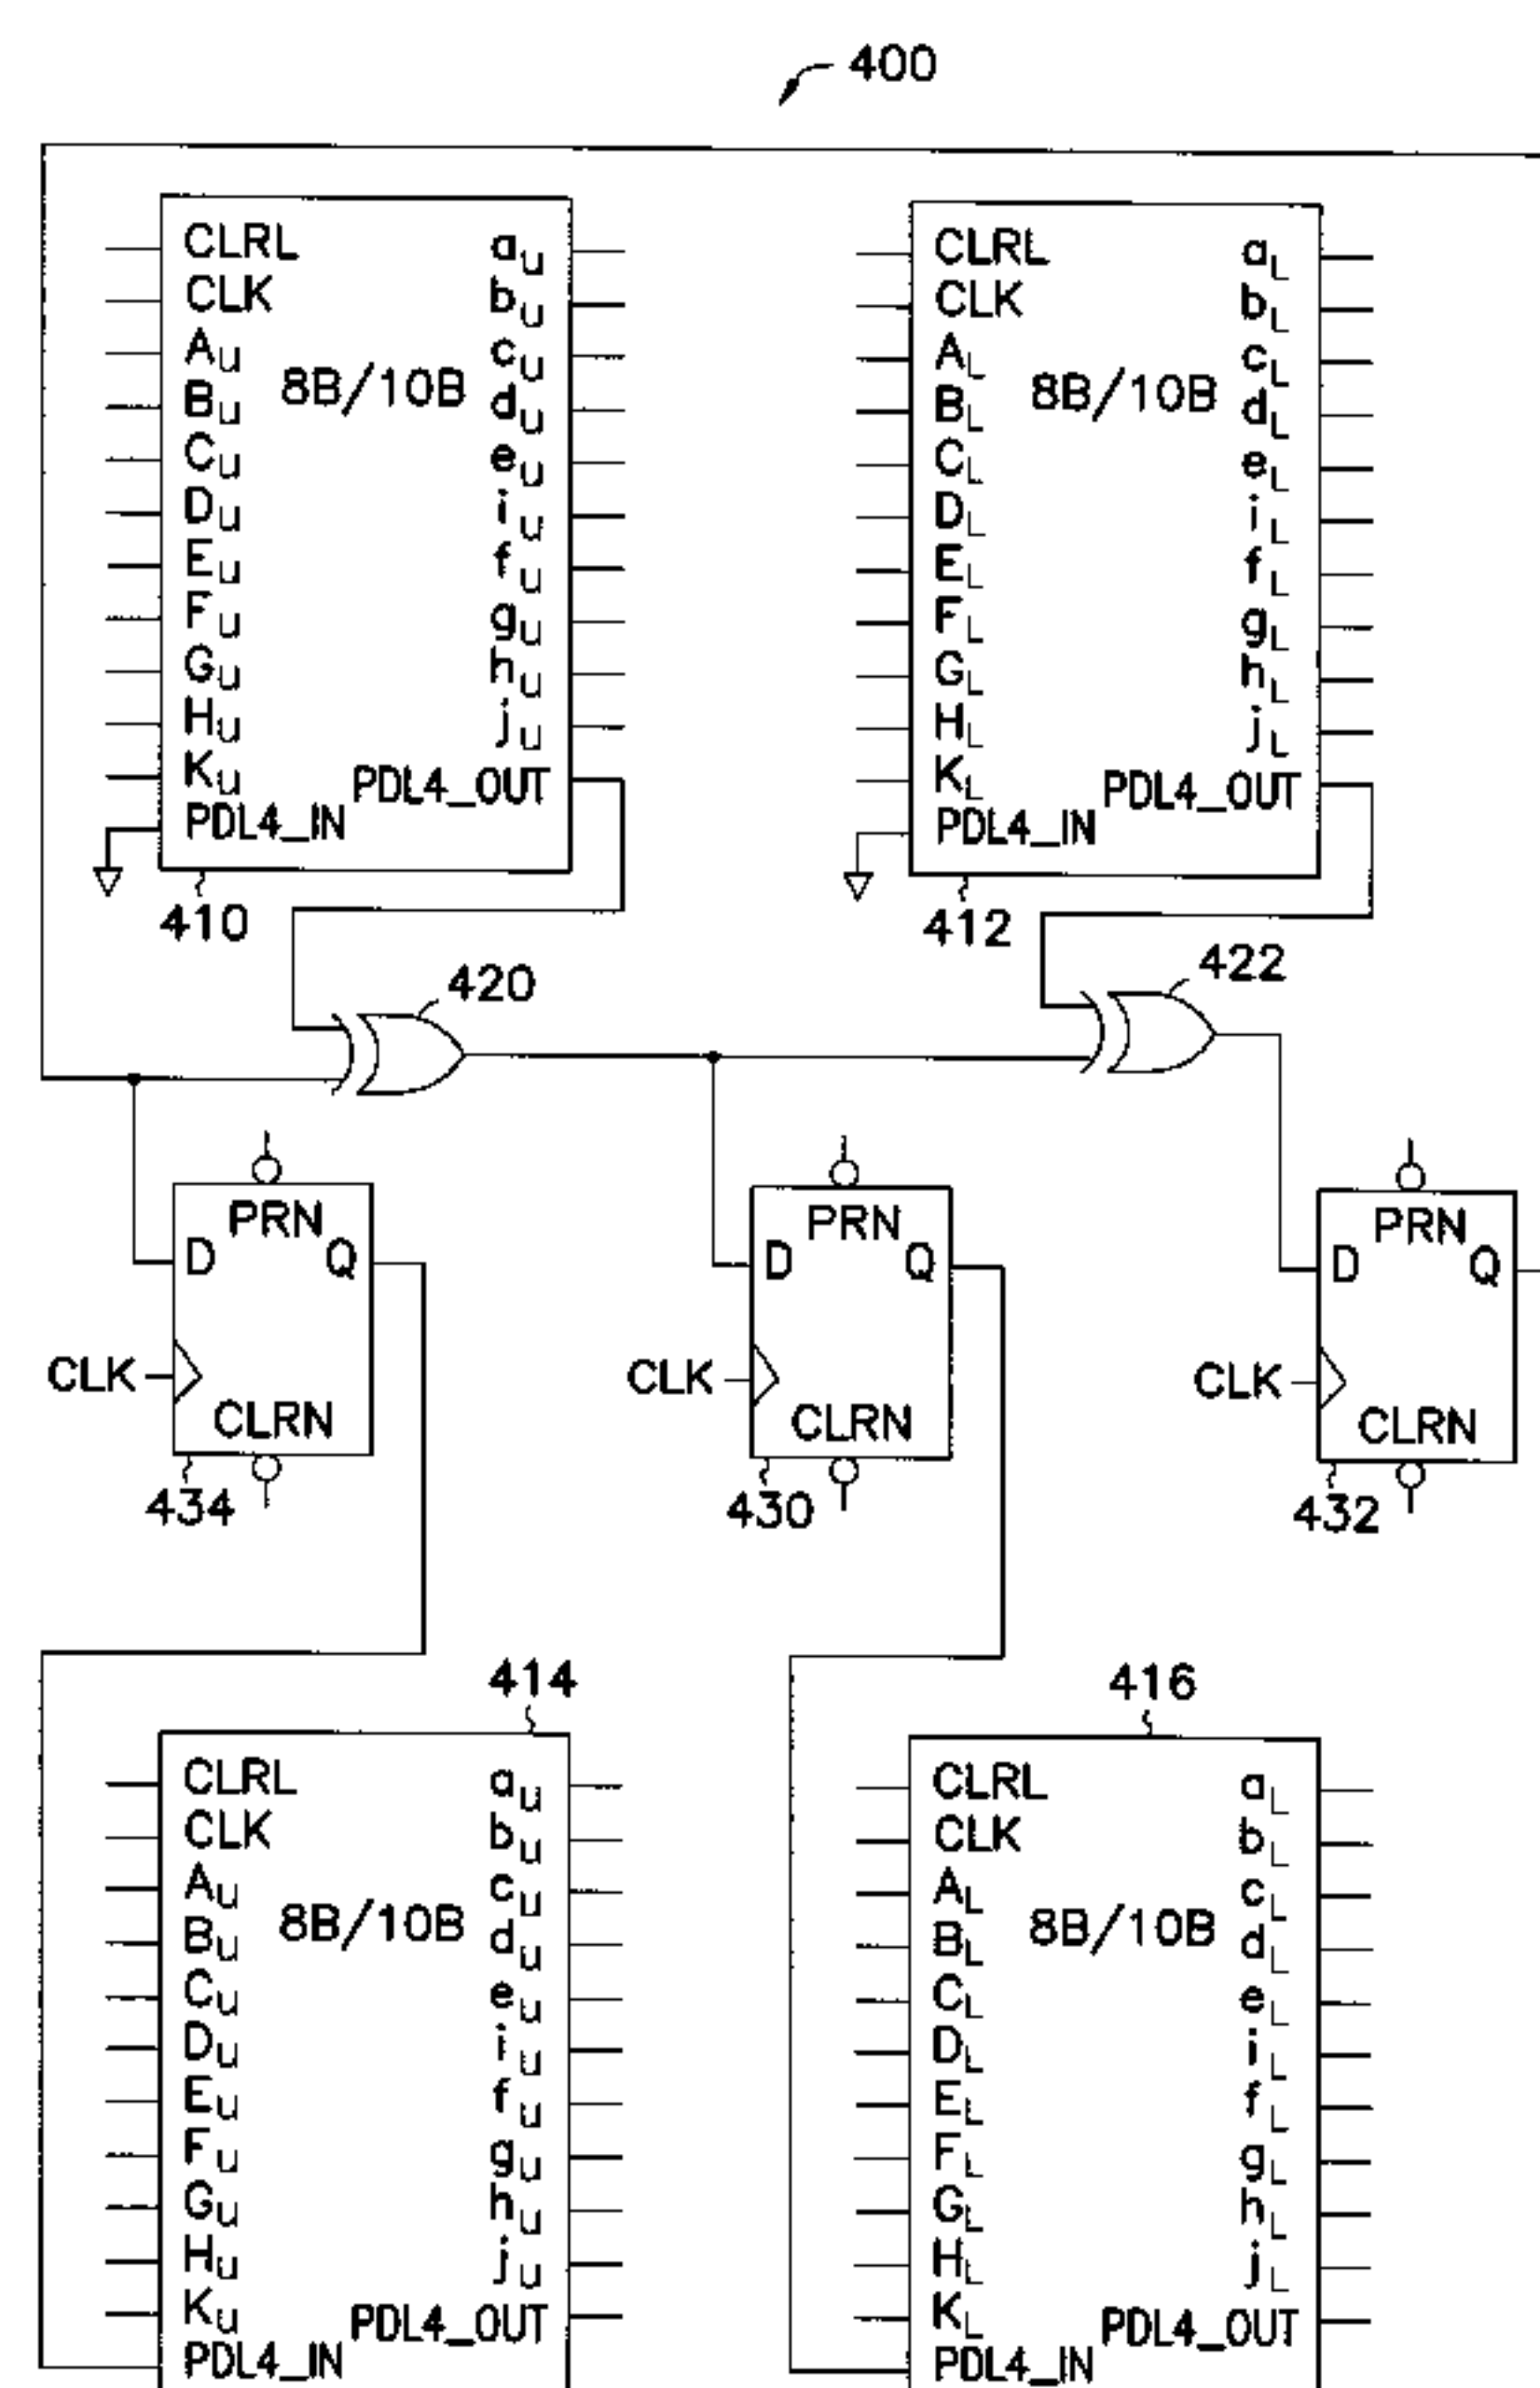 400
CLRL aU
CLK bU
AU cU
8B/10B
BU dU
CU eU
DU iU
EU fU
FU gU
GU hU
HU jU
KU PDL4_OUT
PDL4_IN
410
CLRL aL
CLK bL
AL cL
8B/10B
BL dL
CL eL
DL iL
EL fL
FL gL
GL hL
HL jL
KL PDL4_OUT
PDL4_IN
412
420
422
PRN
D Q
CLK
CLRN
434
PRN
D Q
CLK
CLRN
430
PRN
D Q
CLK
CLRN
432
414
CLRL aU
CLK bU
AU cU
8B/10B
BU dU
CU eU
DU iU
EU fU
FU gU
GU hU
HU jU
KU PDL4_OUT
PDL4_IN
416
CLRL aL
CLK bL
AL cL
8B/10B
BL dL
CL eL
DL iL
EL fL
FL gL
GL hL
HL jL
KL PDL4_OUT
PDL4_IN